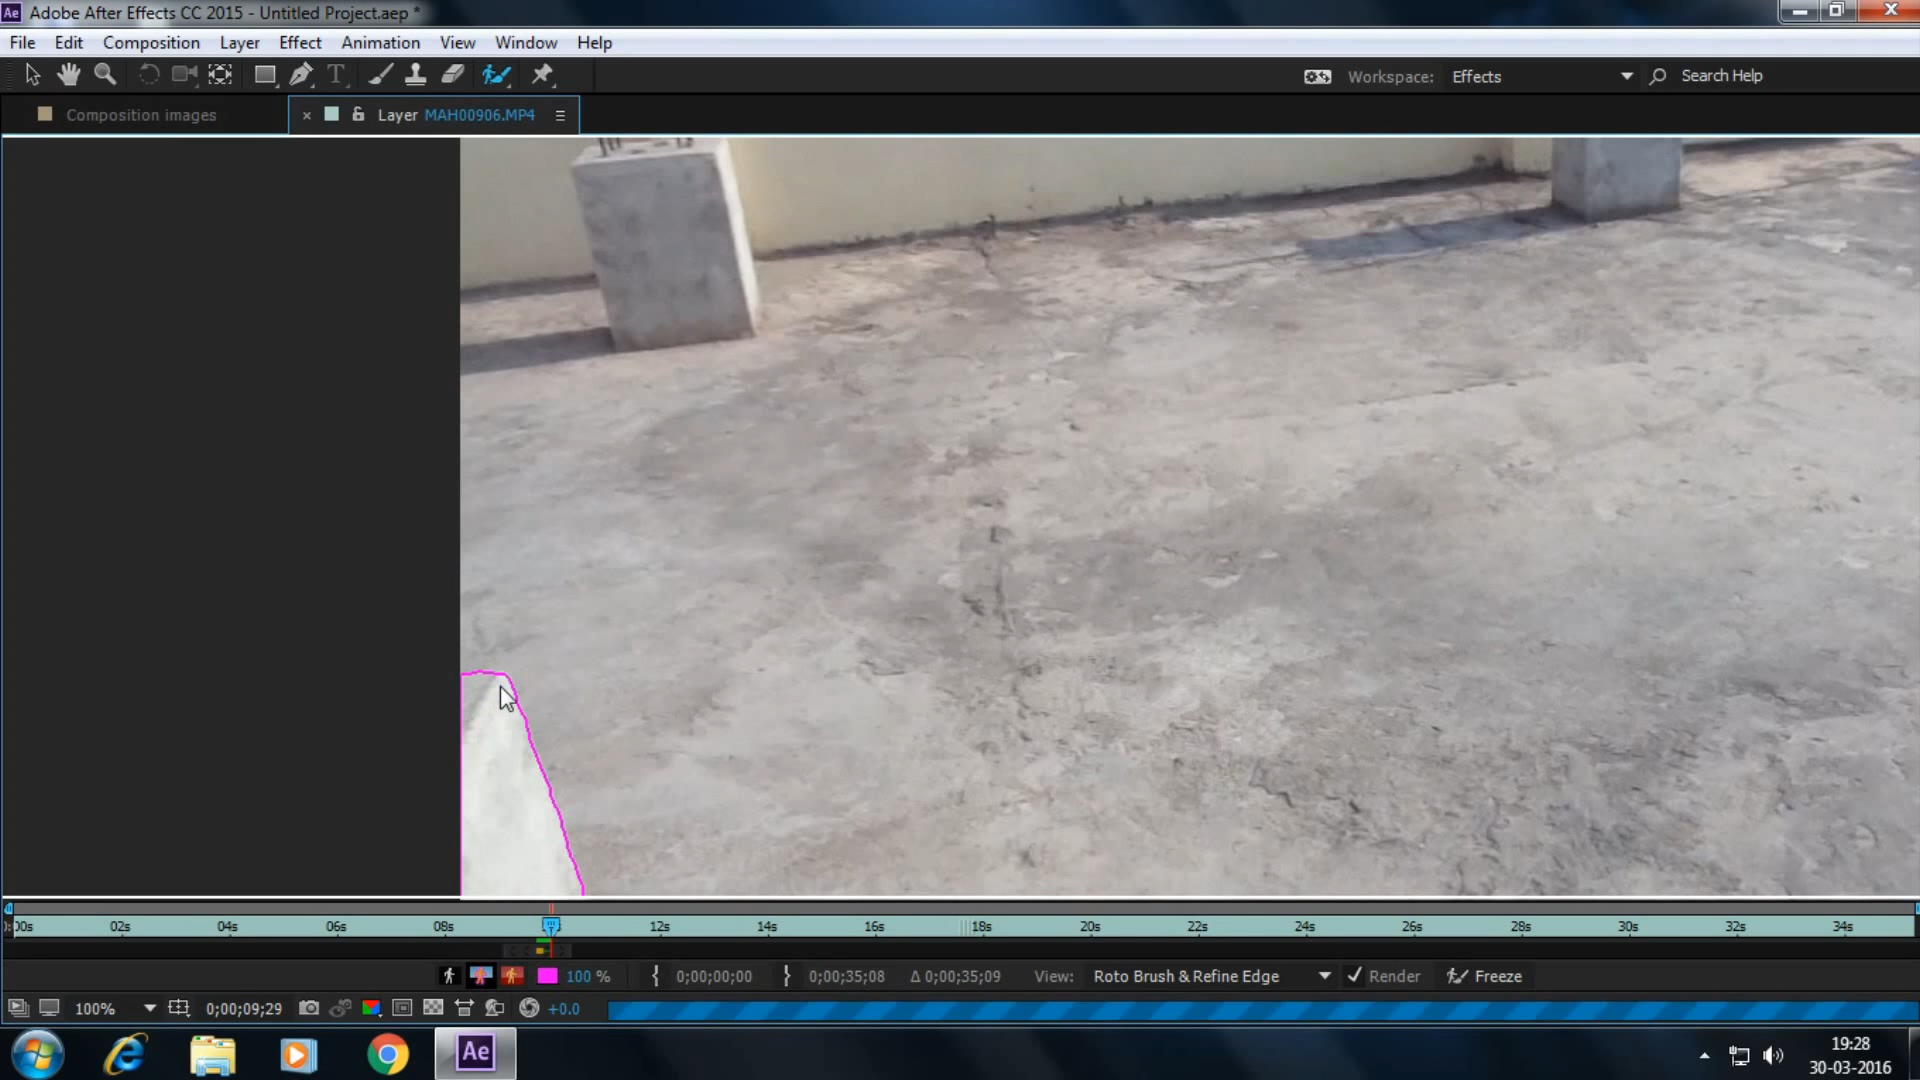 Ae Adobe After Effects CC 2015 - Untitled Project.aep *
File Edit Composition Layer Effect Animation View Window Help
T Workspace: Effects Search Help
Composition images × Layer MAH00906.MP4
00s 02s 04s 06s 08s 12s 14s 16s 18s 20s 22s 24s 26s 28s 30s 32s 34s
100 % { 0;00;00;00 } 0;00;35;08 Δ 0;00;35;09 View: Roto Brush & Refine Edge Render Freeze
100% 0;00;09;29 +0.0
Ae
19:28
30-03-2016